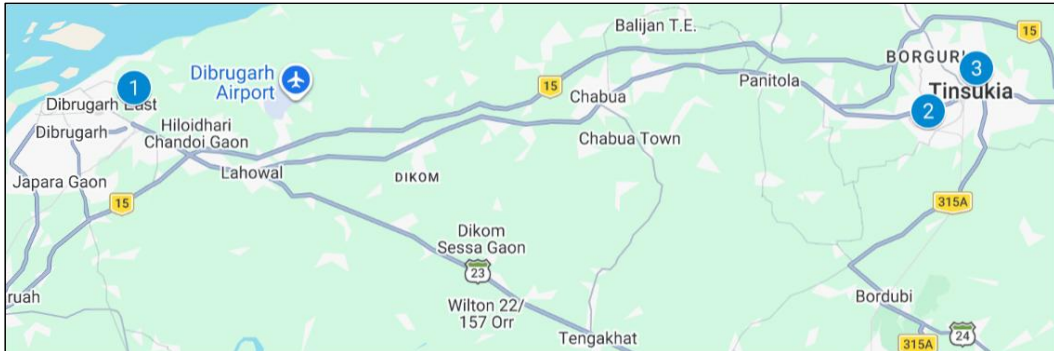 Balijan T.E.
15
BORGURI
3
Tinsukia
2
Dibrugarh
Airport
1
Dibrugarh East
15
Panitola
Chabua
Dibrugarh
Hiloidhari
Chandoi Gaon
Chabua Town
Lahowal
DIKOM
Japara Gaon
15
315A
Dikom
Sessa Gaon
23
ruah
Wilton 22/
157 Orr
Bordubi
Tengakhat
24
315A